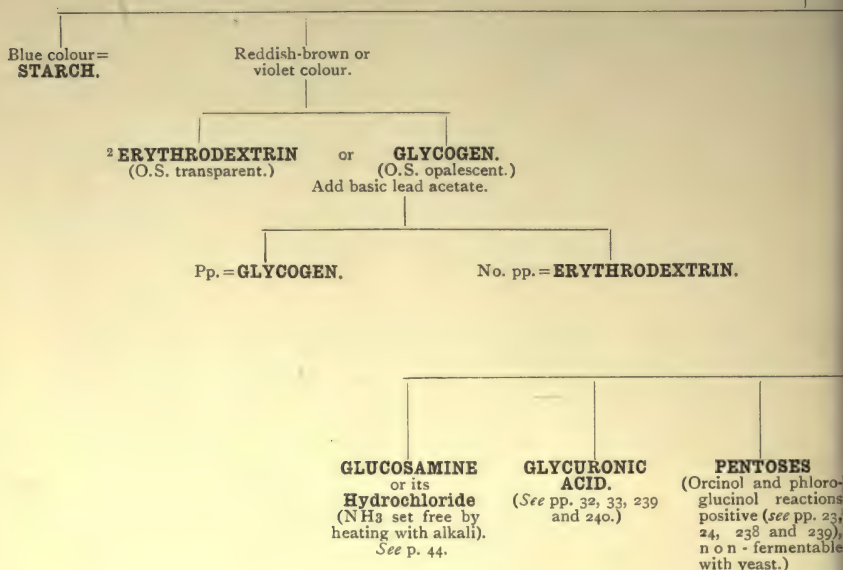 Blue colour=
STARCH.
Reddish-brown or
violet colour.
² ERYTHRODEXTRIN or GLYCOGEN.
(O.S. transparent.) (O.S. opalescent.)
Add basic lead acetate.
Pp.=GLYCOGEN. No. pp.=ERYTHRODEXTRIN.
GLUCOSAMINE
or its
Hydrochloride
(NH3 set free by
heating with alkali).
See p. 44.
GLYCURONIC
ACID.
(See pp. 32, 33, 239
and 240.)
PENTOSES
(Orcinol and phloro-
glucinol reactions
positive (see pp. 23,
24, 238 and 239),
non-fermentable
with yeast.)